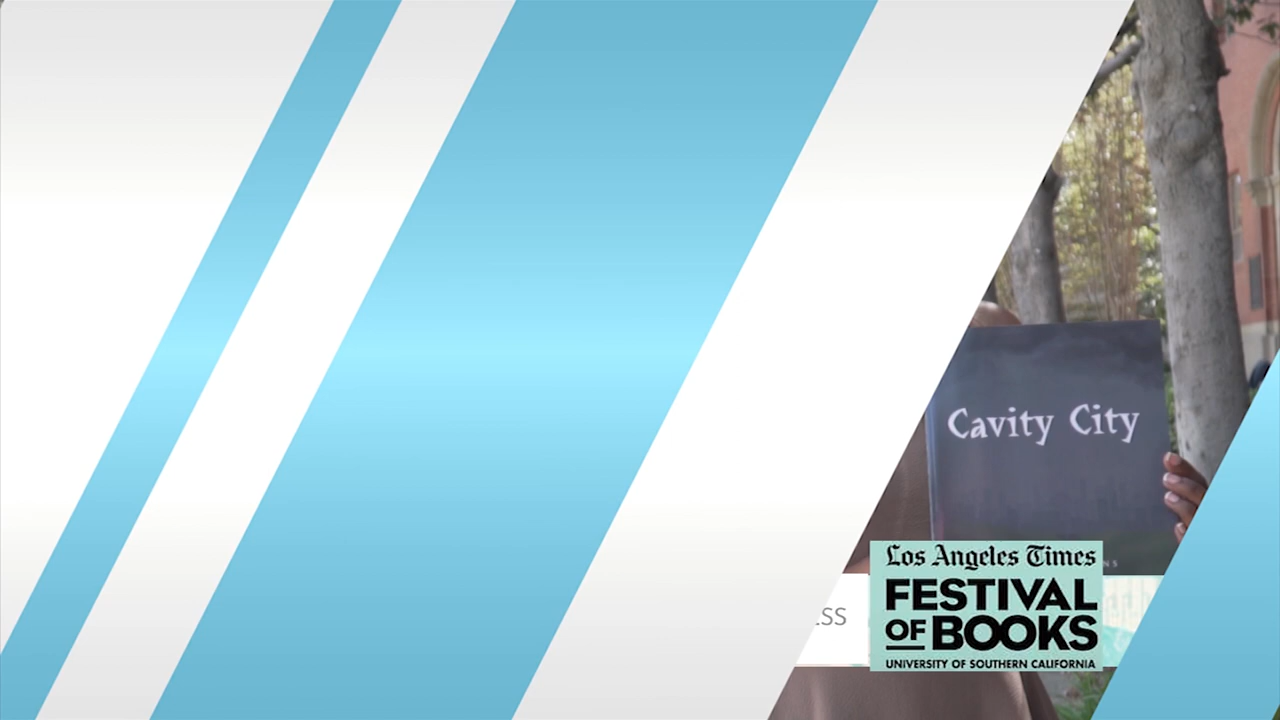 Cavity City
Los Angeles Times
FESTIVAL
OF BOOKS
UNIVERSITY OF SOUTHERN CALIFORNIA